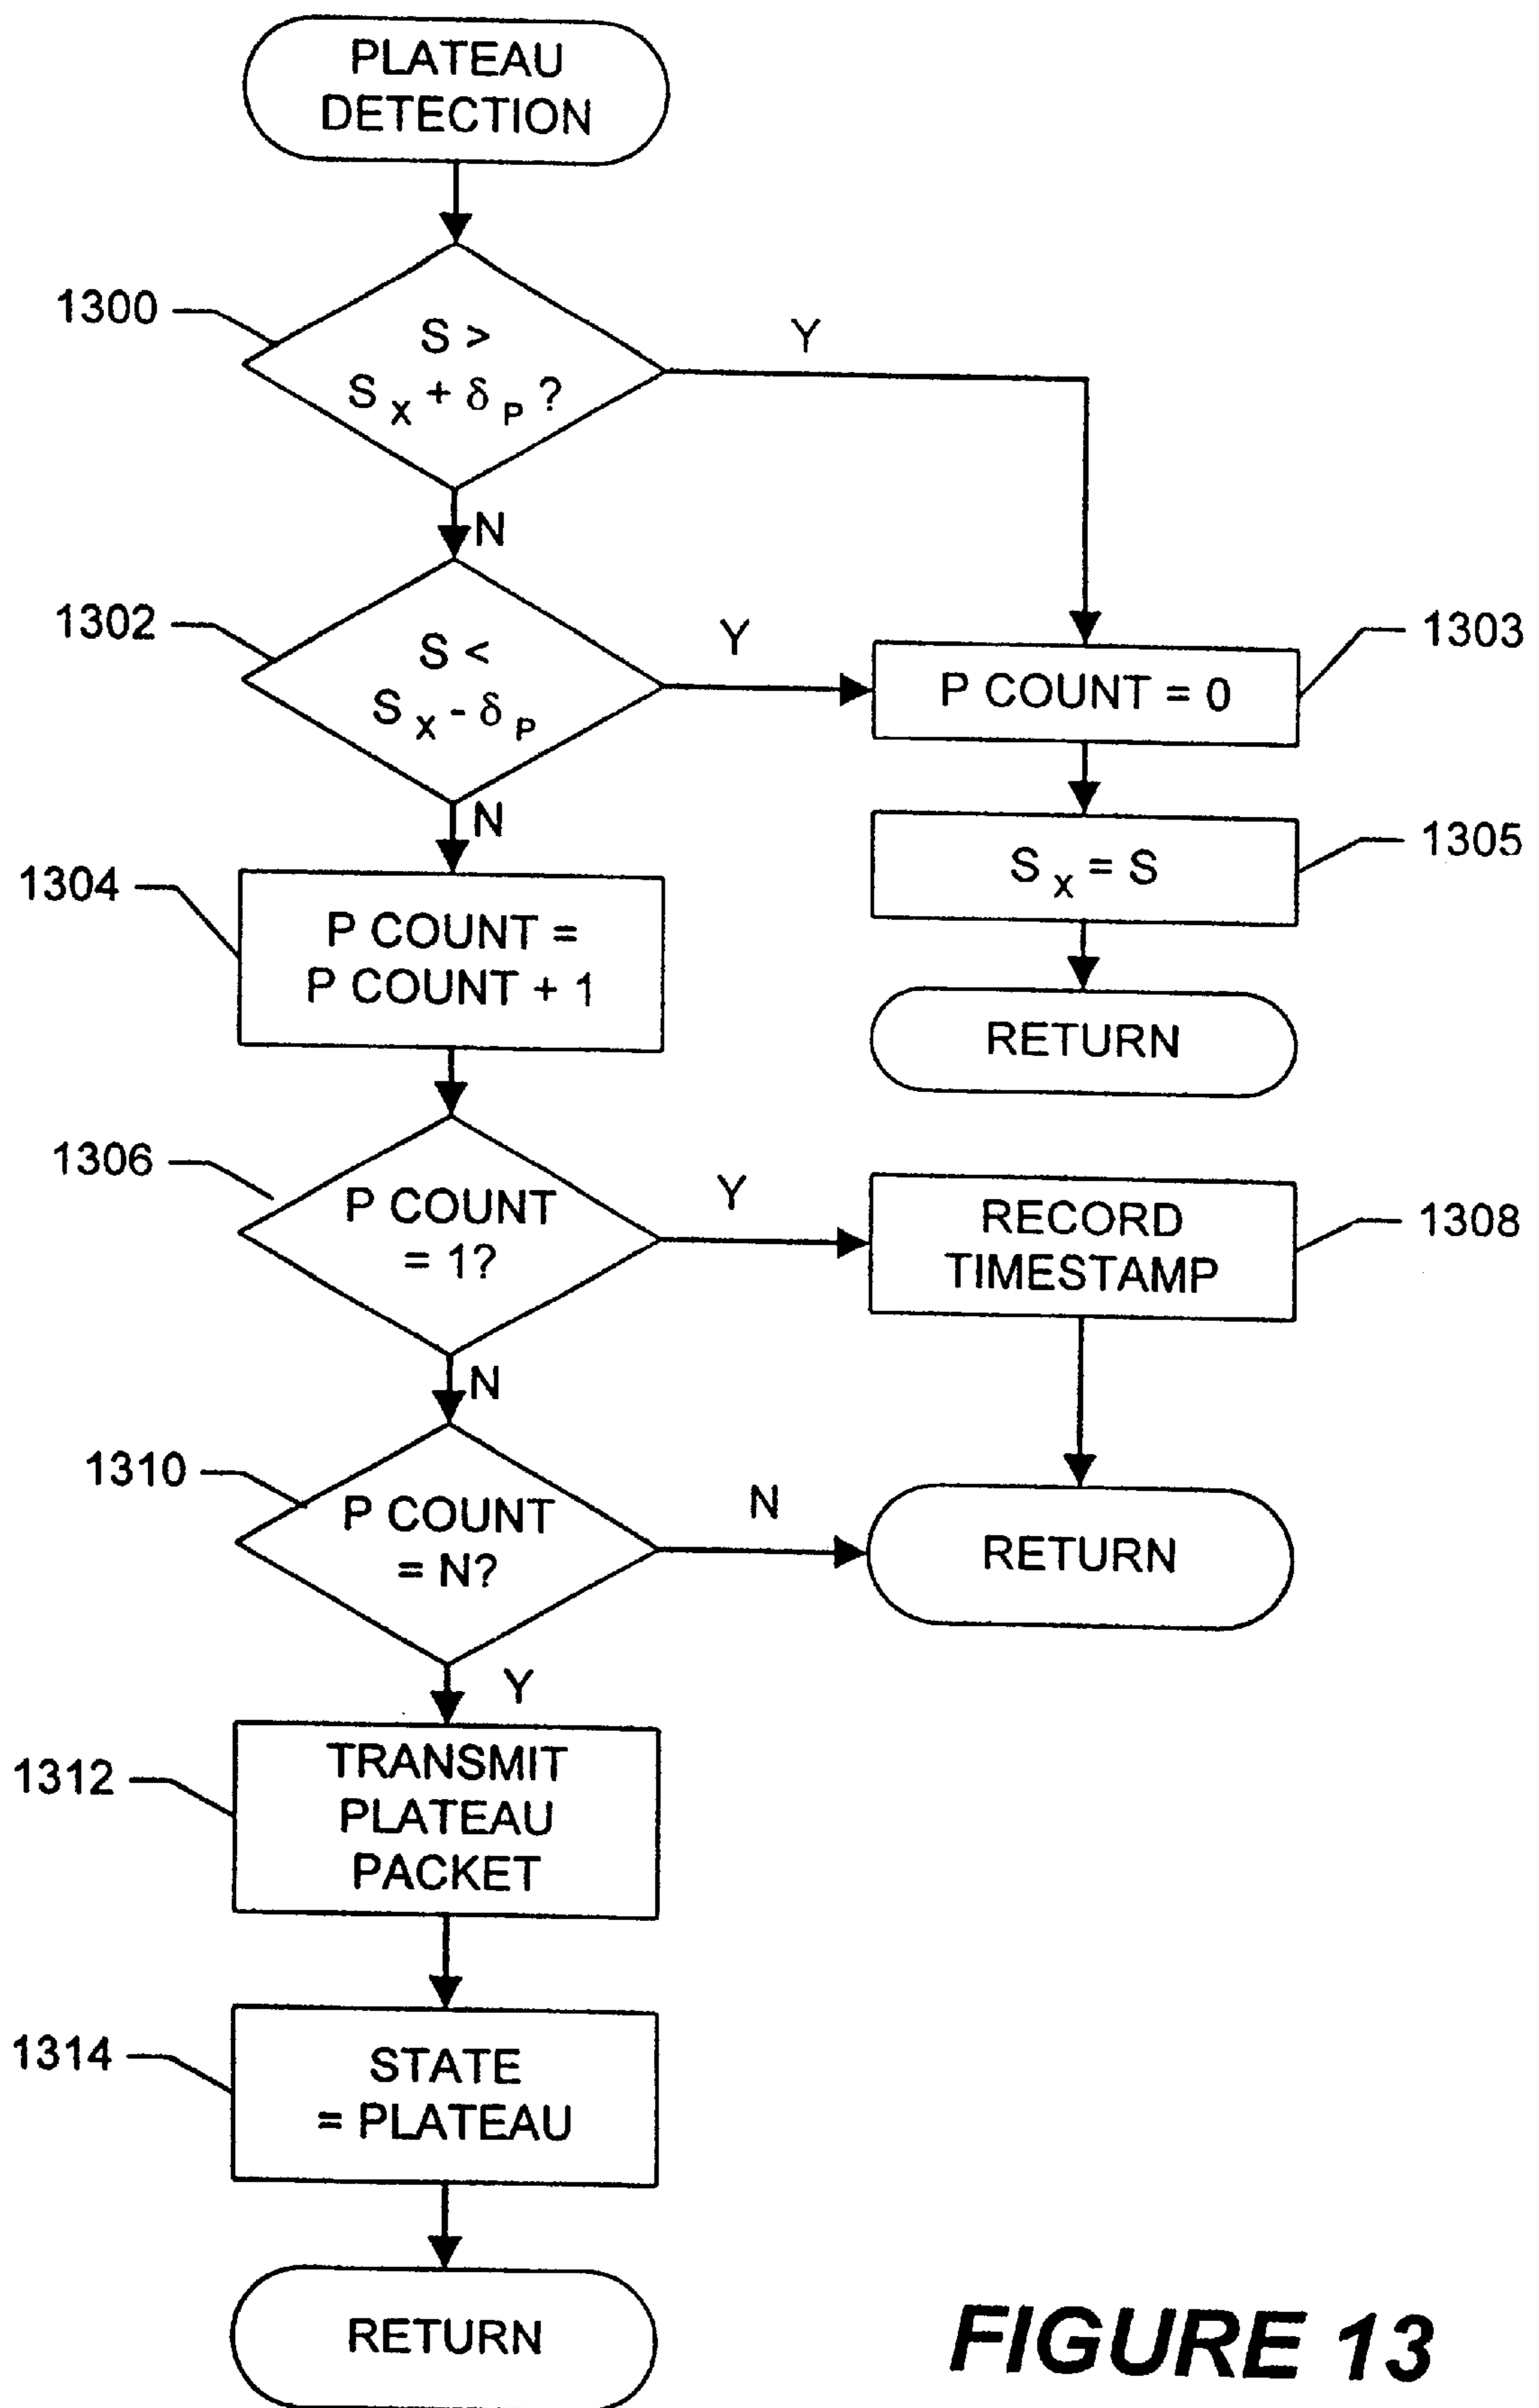 PLATEAU
DETECTION
1300
S >
S X + δ P ?
Y
N
1302
S <
S X - δ P
Y
1303
P COUNT = 0
N
1305
S X = S
1304
P COUNT =
P COUNT + 1
RETURN
1306
P COUNT
= 1?
Y
RECORD
TIMESTAMP
1308
N
1310
P COUNT
= N?
N
RETURN
Y
1312
TRANSMIT
PLATEAU
PACKET
1314
STATE
= PLATEAU
RETURN
FIGURE 13